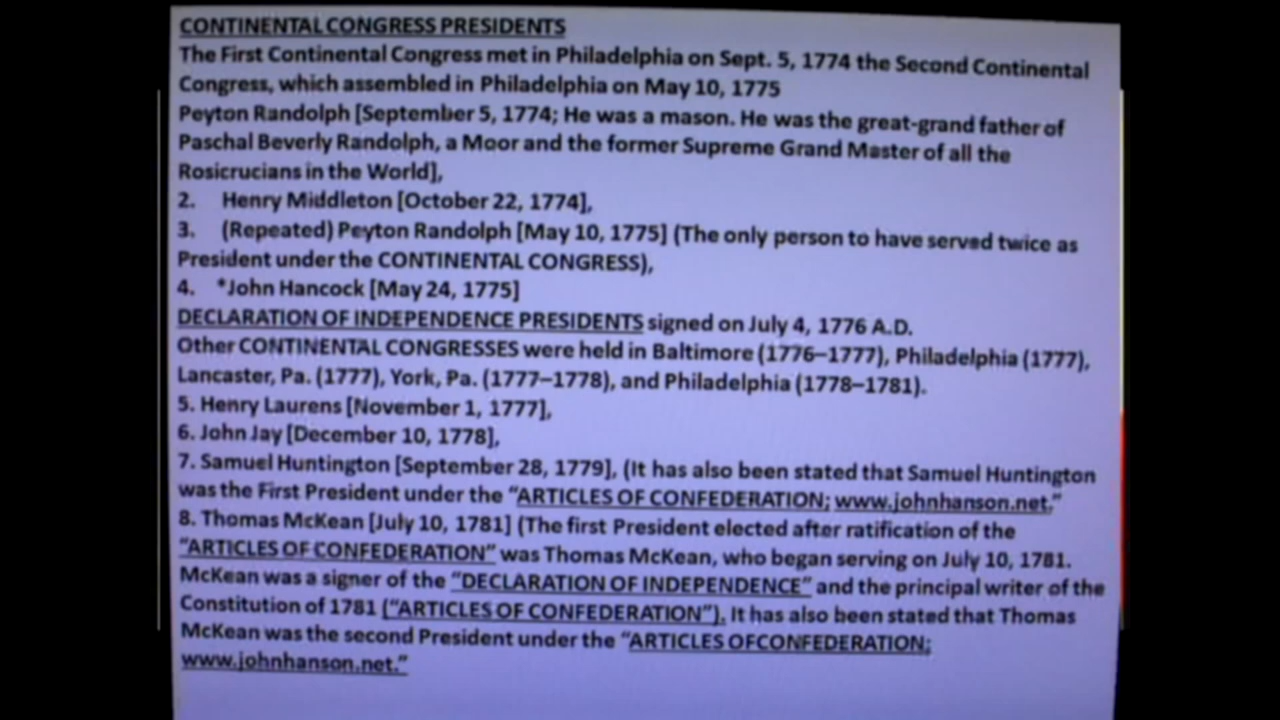 CONTINENTAL CONGRESS PRESIDENTS
The First Continental Congress met in Philadelphia on Sept. 5, 1774 the Second Continental
Congress, which assembled in Philadelphia on May 10, 1775
Peyton Randolph [September 5, 1774; He was a mason. He was the great-grand father of
Paschal Beverly Randolph, a Moor and the former Supreme Grand Master of all the
Rosicrucians in the World],
2. Henry Middleton [October 22, 1774],
3. (Repeated) Peyton Randolph [May 10, 1775] (The only person to have served twice as
President under the CONTINENTAL CONGRESS),
4. *John Hancock [May 24, 1775]
DECLARATION OF INDEPENDENCE PRESIDENTS signed on July 4, 1776 A.D.
Other CONTINENTAL CONGRESSES were held in Baltimore (1776–1777), Philadelphia (1777),
Lancaster, Pa. (1777), York, Pa. (1777–1778), and Philadelphia (1778–1781).
5. Henry Laurens [November 1, 1777],
6. John Jay [December 10, 1778],
7. Samuel Huntington [September 28, 1779], (It has also been stated that Samuel Huntington
was the First President under the “ARTICLES OF CONFEDERATION; www.johnhanson.net.”
8. Thomas McKean [July 10, 1781] (The first President elected after ratification of the
“ARTICLES OF CONFEDERATION” was Thomas McKean, who began serving on July 10, 1781.
McKean was a signer of the “DECLARATION OF INDEPENDENCE” and the principal writer of the
Constitution of 1781 (“ARTICLES OF CONFEDERATION”). It has also been stated that Thomas
McKean was the second President under the “ARTICLES OFCONFEDERATION;
www.johnhanson.net.”